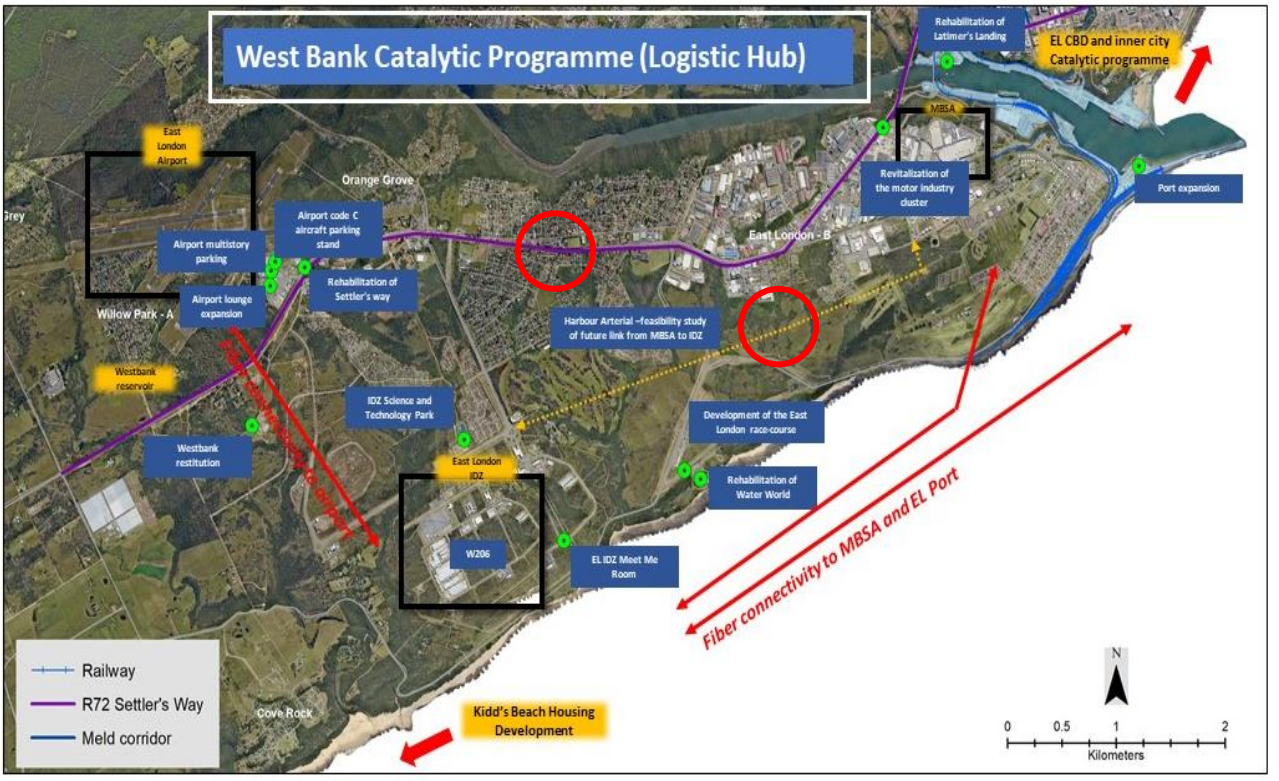 West Bank Catalytic Programme (Logistic Hub)
Rehabilitation of
Latimer's Landing
EL CBD and inner city
Catalytic programme
MBSA
East
London
Airport
Orange Grove
Revitalization of
the motor industry
cluster
Port expansion
Grey
Airport code C
aircraft parking
stand
Airport multistory
parking
East London - B
Rehabilitation of
Settler's way
Airport lounge
expansion
Willow Park - A
Harbour Arterial –feasibility study
of future link from MBSA to IDZ
Westbank
reservoir
IDZ Science and
Technology Park
Development of the East
London race-course
Westbank
restitution
East London
IDZ
Rehabilitation of
Water World
W206
EL IDZ Meet Me
Room
Fiber connectivity to MBSA and EL Port
Railway
R72 Settler's Way
Meld corridor
Cove Rock
Kidd's Beach Housing
Development
N
0 0.5 1 2
Kilometers